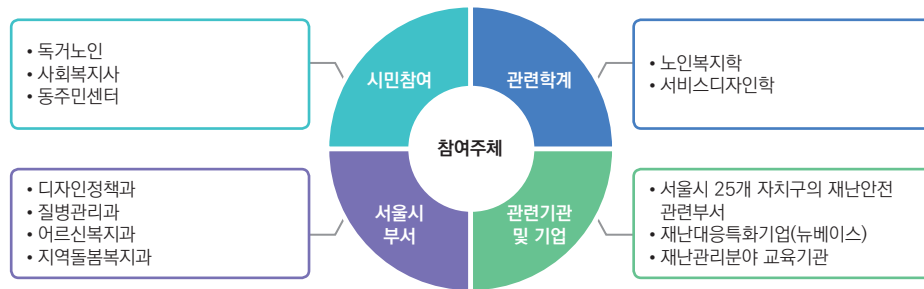 • 독거노인
• 사회복지사
• 동주민센터
시민참여
관련학계
• 노인복지학
• 서비스디자인학
참여주체
• 디자인정책과
• 질병관리과
• 어르신복지과
• 지역돌봄복지과
서울시
부서
관련기관
및 기업
• 서울시 25개 자치구의 재난안전
관련부서
• 재난대응특화기업(뉴베이스)
• 재난관리분야 교육기관